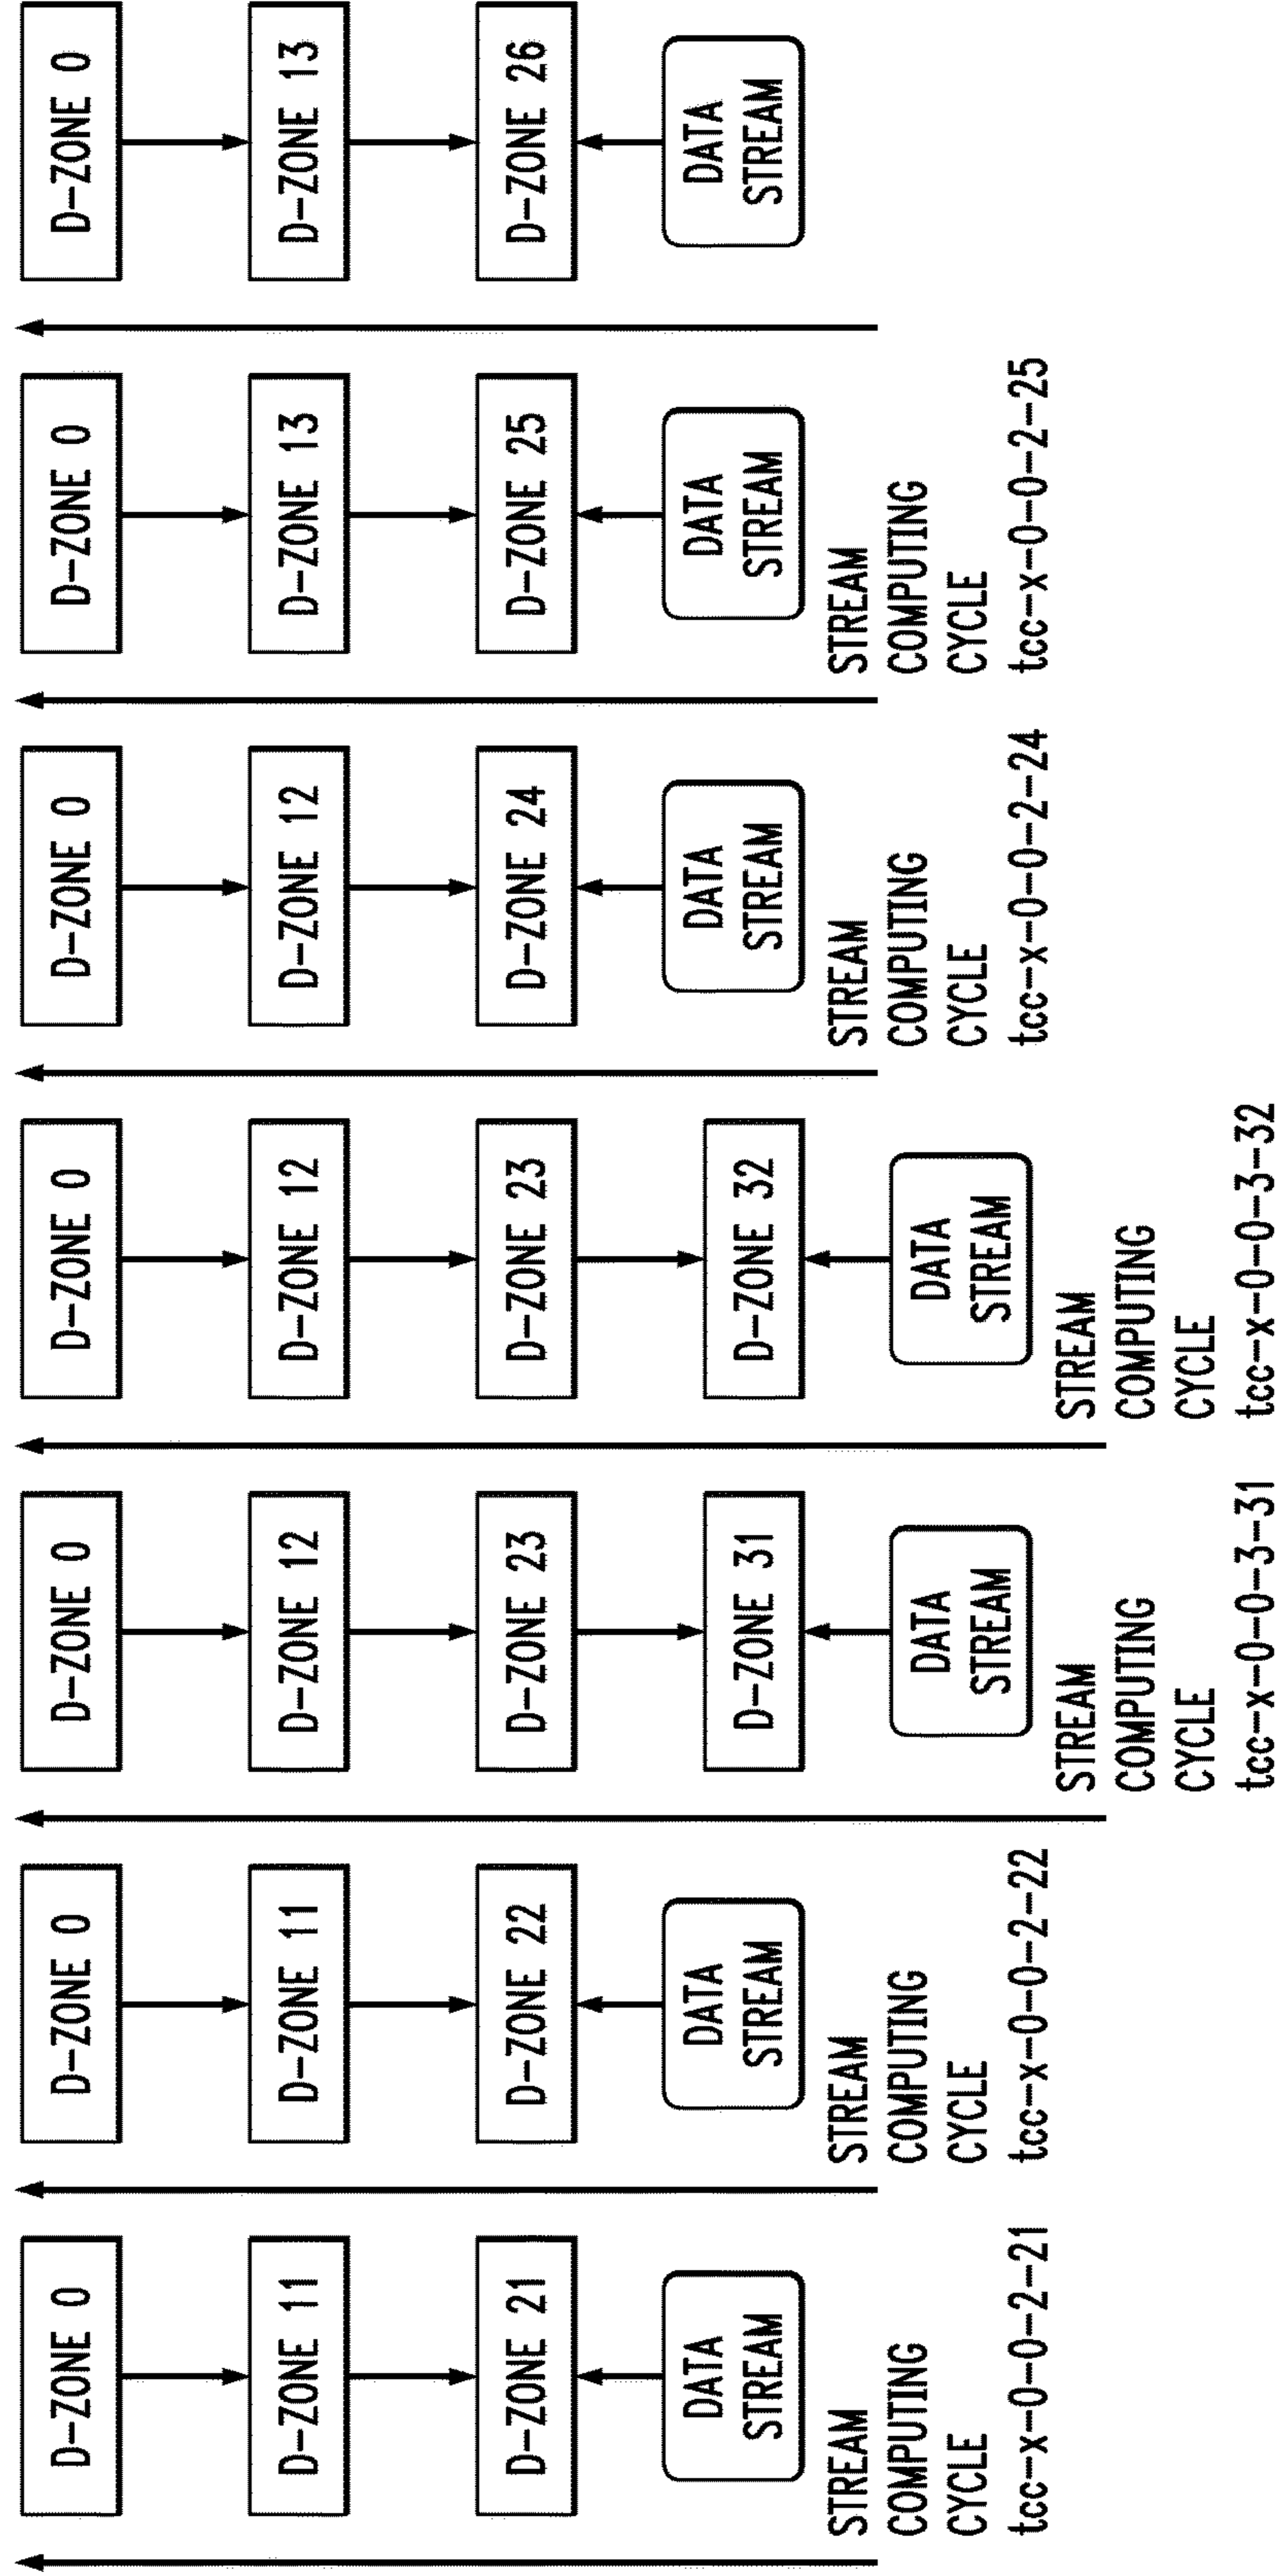 D-ZONE 0
D-ZONE 11
D-ZONE 21
DATA
STREAM
STREAM
COMPUTING
CYCLE
tcc-x-0-0-2-21
D-ZONE 0
D-ZONE 11
D-ZONE 22
DATA
STREAM
STREAM
COMPUTING
CYCLE
tcc-x-0-0-2-22
D-ZONE 0
D-ZONE 12
D-ZONE 23
D-ZONE 31
DATA
STREAM
STREAM
COMPUTING
CYCLE
tcc-x-0-0-3-31
D-ZONE 0
D-ZONE 12
D-ZONE 23
D-ZONE 32
DATA
STREAM
STREAM
COMPUTING
CYCLE
tcc-x-0-0-3-32
D-ZONE 0
D-ZONE 12
D-ZONE 24
DATA
STREAM
STREAM
COMPUTING
CYCLE
tcc-x-0-0-2-24
D-ZONE 0
D-ZONE 13
D-ZONE 25
DATA
STREAM
STREAM
COMPUTING
CYCLE
tcc-x-0-0-2-25
D-ZONE 0
D-ZONE 13
D-ZONE 26
DATA
STREAM